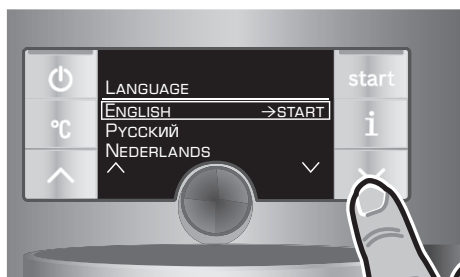 LANGUAGE
ENGLISH →START
РУССКИЙ
NEDERLANDS
°C
start
i